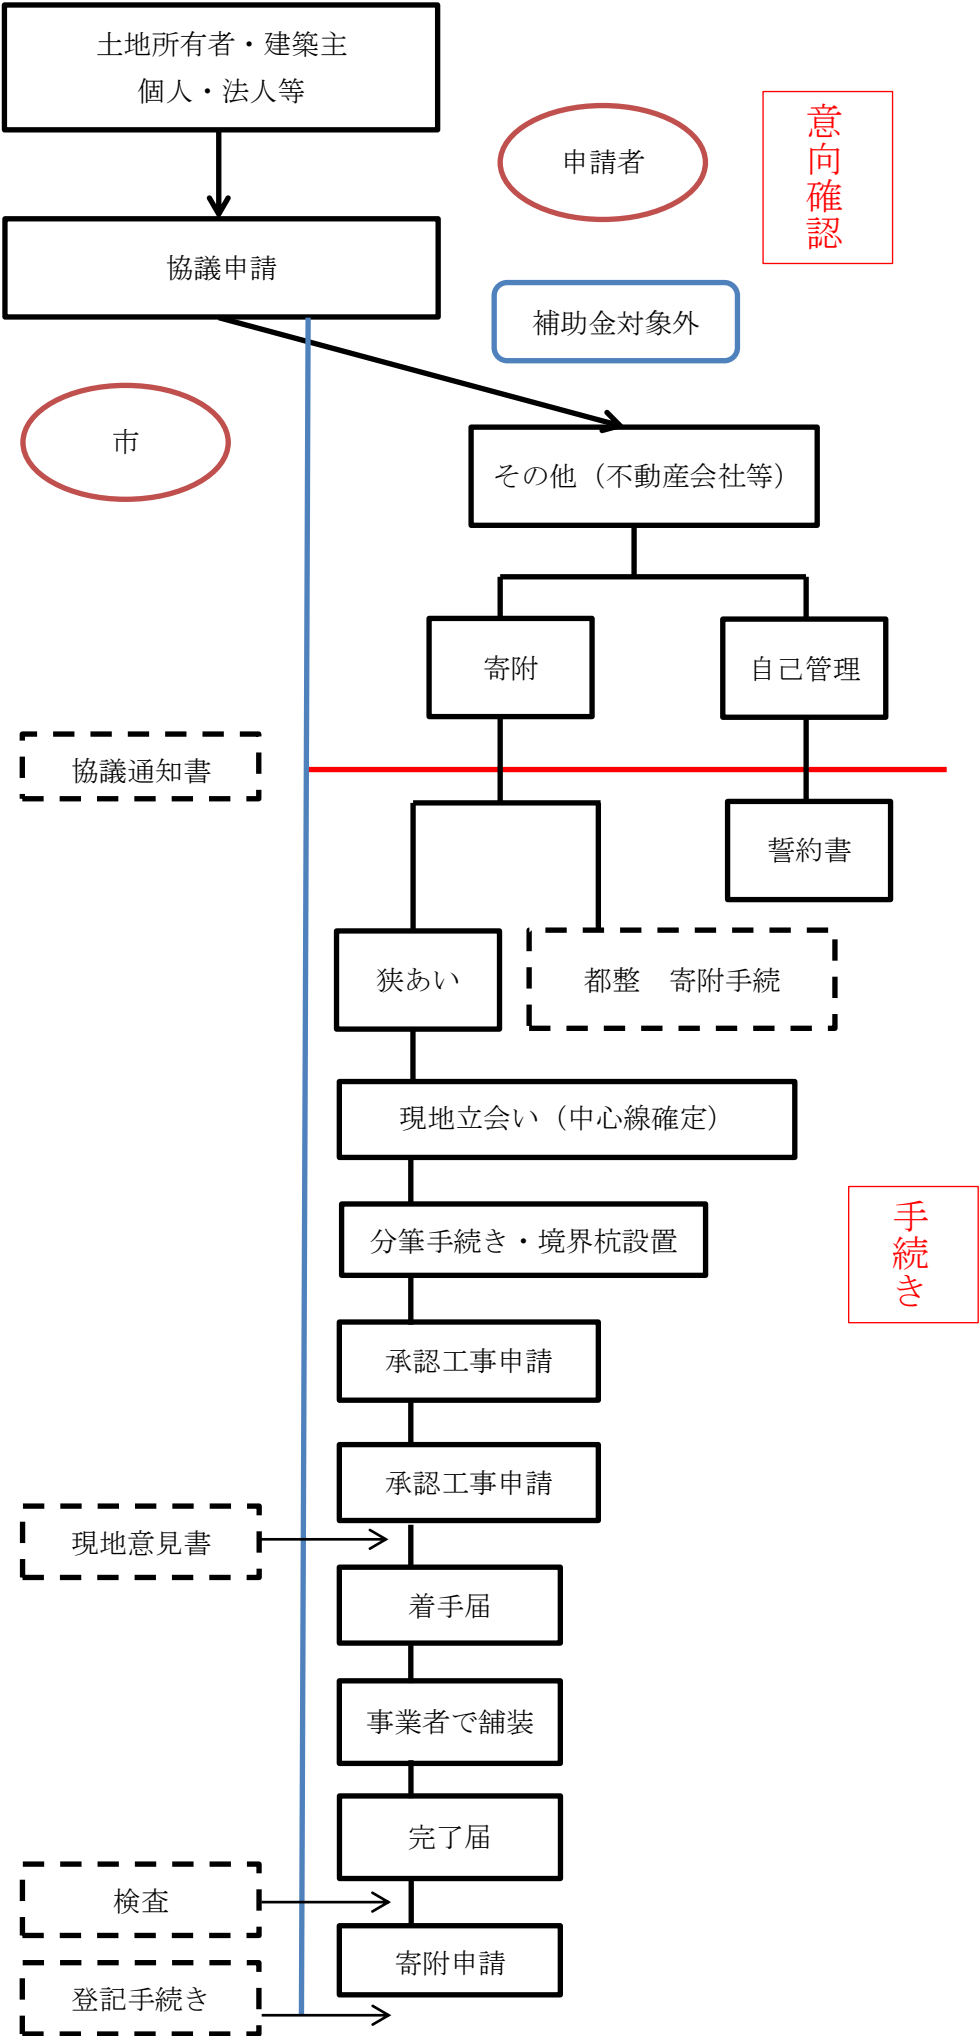 土地所有者・建築主
個人・法人等
申請者
意向確認
協議申請
補助金対象外
市
その他（不動産会社等）
寄附
自己管理
協議通知書
誓約書
狭あい
都整　寄附手続
現地立会い（中心線確定）
分筆手続き・境界杭設置
手続き
承認工事申請
承認工事申請
現地意見書
着手届
事業者で舗装
完了届
検査
寄附申請
登記手続き